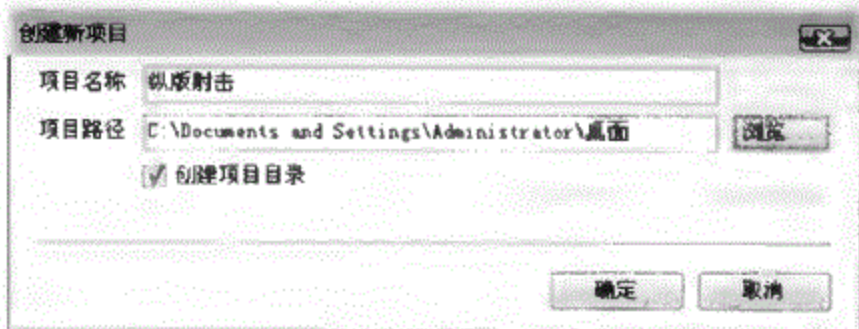 创建新项目
项目名称 纵版射击
项目路径 C:\Documents and Settings\Administrator\桌面 浏览...
创建项目目录
确定 取消